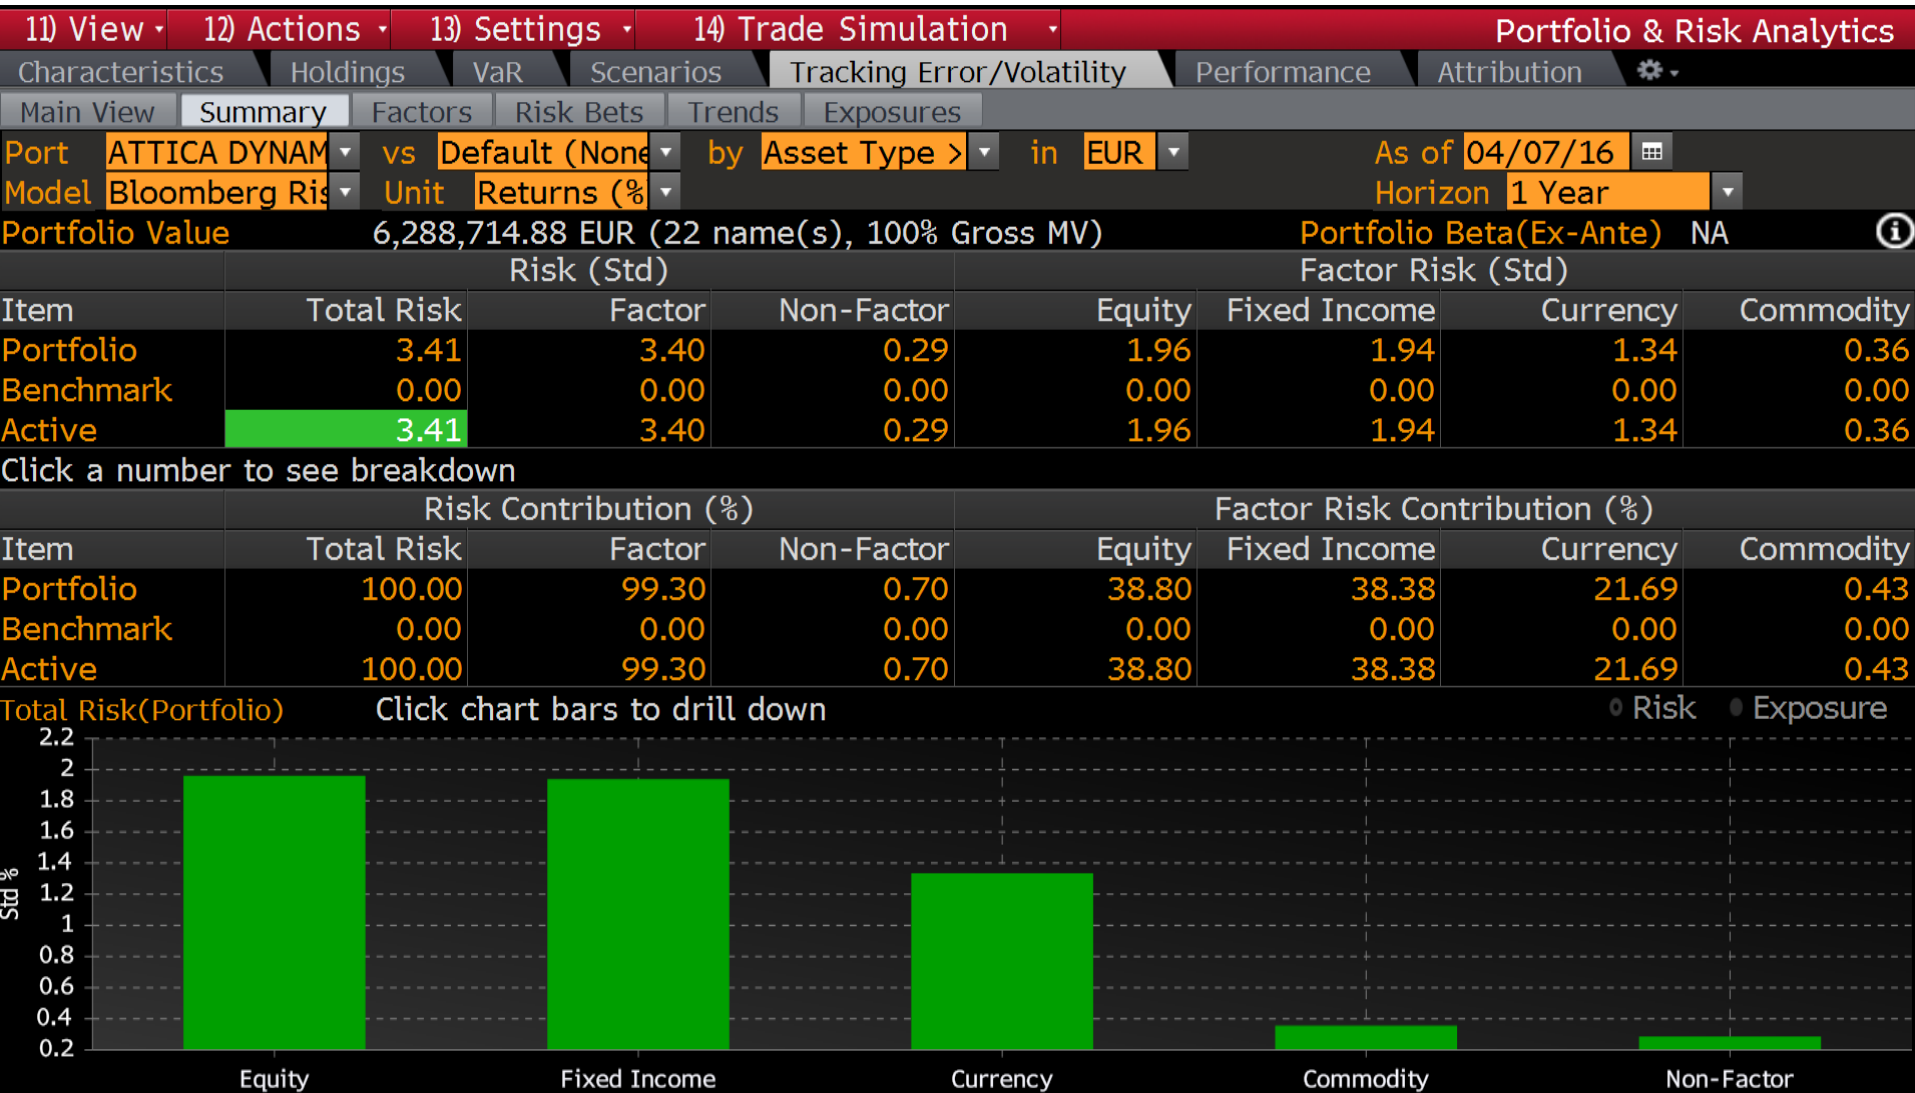 11) View 12) Actions 13) Settings 14) Trade Simulation Portfolio & Risk Analytics
Characteristics Holdings VaR Scenarios Tracking Error/Volatility Performance Attribution
Main View Summary Factors Risk Bets Trends Exposures
Port ATTICA DYNAM vs Default (None by Asset Type > in EUR As of 04/07/16
Model Bloomberg Ris Unit Returns (% Horizon 1 Year
Portfolio Value 6,288,714.88 EUR (22 name(s), 100% Gross MV) Portfolio Beta(Ex-Ante) NA
Risk (Std) Factor Risk (Std)
Item Total Risk Factor Non-Factor Equity Fixed Income Currency Commodity
Portfolio 3.41 3.40 0.29 1.96 1.94 1.34 0.36
Benchmark 0.00 0.00 0.00 0.00 0.00 0.00 0.00
Active 3.41 3.40 0.29 1.96 1.94 1.34 0.36
Click a number to see breakdown
Risk Contribution (%) Factor Risk Contribution (%)
Item Total Risk Factor Non-Factor Equity Fixed Income Currency Commodity
Portfolio 100.00 99.30 0.70 38.80 38.38 21.69 0.43
Benchmark 0.00 0.00 0.00 0.00 0.00 0.00 0.00
Active 100.00 99.30 0.70 38.80 38.38 21.69 0.43
Total Risk(Portfolio) Click chart bars to drill down Risk Exposure
2.2
2
1.8
1.6
1.4
1.2
1
0.8
0.6
0.4
0.2
Std %
Equity Fixed Income Currency Commodity Non-Factor